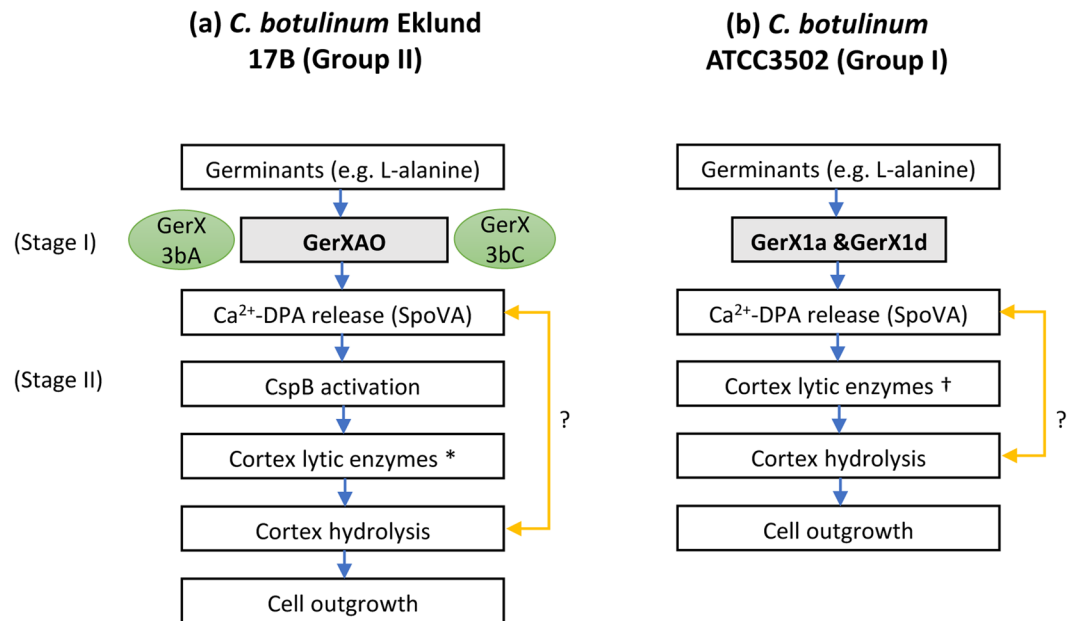 (a) C. botulinum Eklund
17B (Group II)
Germinants (e.g. L-alanine)
(Stage I)
GerX
3bA
GerXAO
GerX
3bC
Ca²⁺-DPA release (SpoVA)
(Stage II)
CspB activation
?
Cortex lytic enzymes *
Cortex hydrolysis
Cell outgrowth
(b) C. botulinum
ATCC3502 (Group I)
Germinants (e.g. L-alanine)
GerX1a &GerX1d
Ca²⁺-DPA release (SpoVA)
Cortex lytic enzymes †
?
Cortex hydrolysis
Cell outgrowth